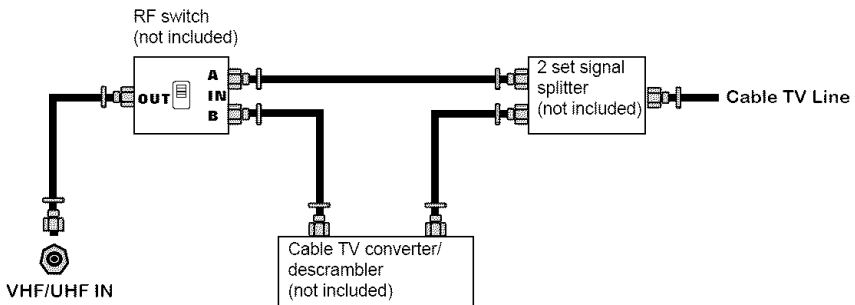 RF switch
(not included)
A
OUT
IN
B
2 set signal
splitter
(not included)
Cable TV Line
Cable TV converter/
descrambler
(not included)
VHF/UHF IN